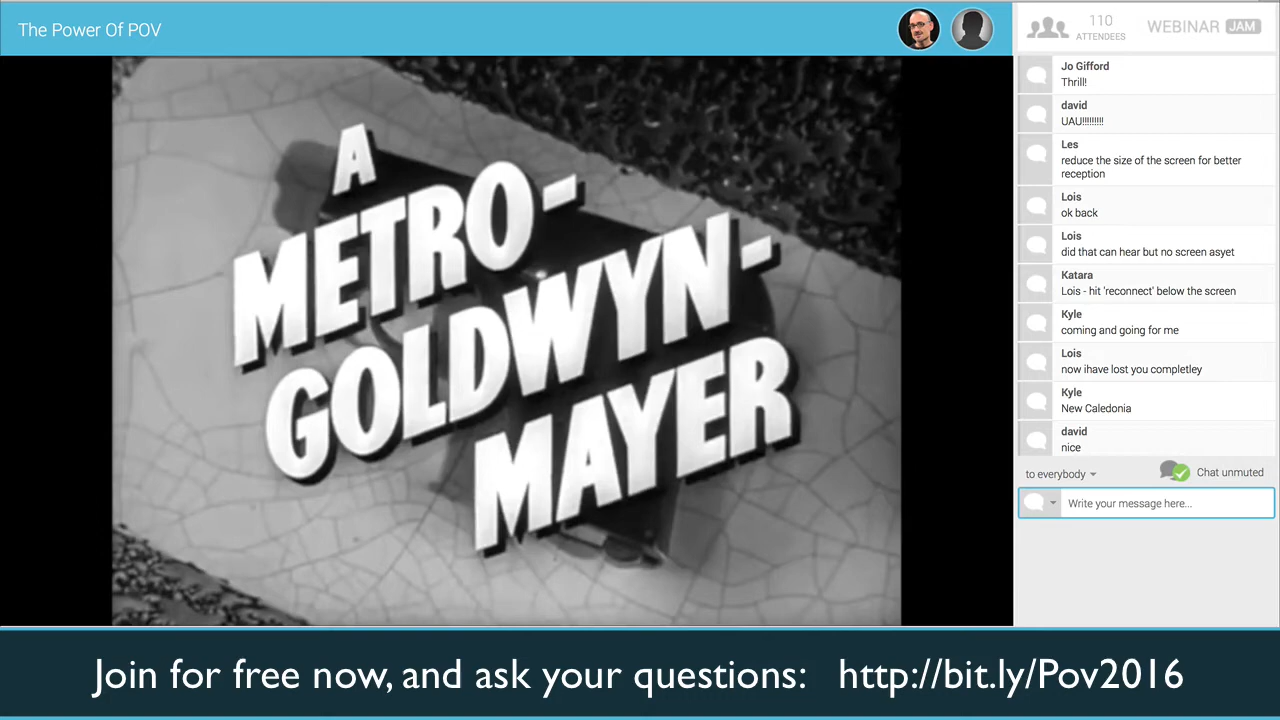 The Power Of POV
110
ATTENDEES
WEBINAR JAM
A
METRO-
GOLDWYN-
MAYER
Jo Gifford
Thrill!
david
UAU!!!!!!!!!
Les
reduce the size of the screen for better
reception
Lois
ok back
Lois
did that can hear but no screen asyet
Katara
Lois - hit 'reconnect' below the screen
Kyle
coming and going for me
Lois
now ihave lost you completley
Kyle
New Caledonia
david
nice
to everybody
Chat unmuted
Write your message here...
Join for free now, and ask your questions: http://bit.ly/Pov2016